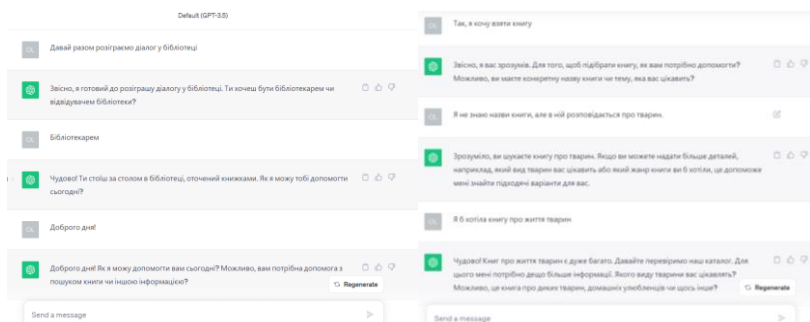 Default (GPT-3.5)
OL
Давай разом розіграємо діалог у бібліотеці
Звісно, я готовий до розіграшу діалогу у бібліотеці. Ти хочеш бути бібліотекарем чи
відвідувачем бібліотеки?
OL
Бібліотекарем
Чудово! Ти стоїш за столом в бібліотеці, оточений книжками. Як я можу тобі допомогти
сьогодні?
OL
Доброго дня!
Доброго дня! Як я можу допомогти вам сьогодні? Можливо, вам потрібна допомога з
пошуком книги чи іншою інформацією?
Regenerate
Send a message
OL
Так, я хочу взяти книгу
Звісно, я вас зрозумів. Для того, щоб підібрати книгу, як вам потрібно допомогти?
Можливо, ви маєте конкретну назву книги чи тему, яка вас цікавить?
OL
Я не знаю назви книги, але в ній розповідається про тварин.
Зрозуміло, ви шукаєте книгу про тварин. Якщо ви можете надати більше деталей,
наприклад, який вид тварин вас цікавить або який жанр книги ви б хотіли, це допоможе
мені знайти підходячі варіанти для вас.
OL
Я б хотіла книгу про життя тварин
Чудово! Книг про життя тварин є дуже багато. Давайте перевіримо наш каталог. Для
цього мені потрібно дещо більше інформації. Якого виду тварини вас цікавлять?
Можливо, це книга про диких тварин, домашніх улюбленців чи щось інше?
Regenerate
Send a message